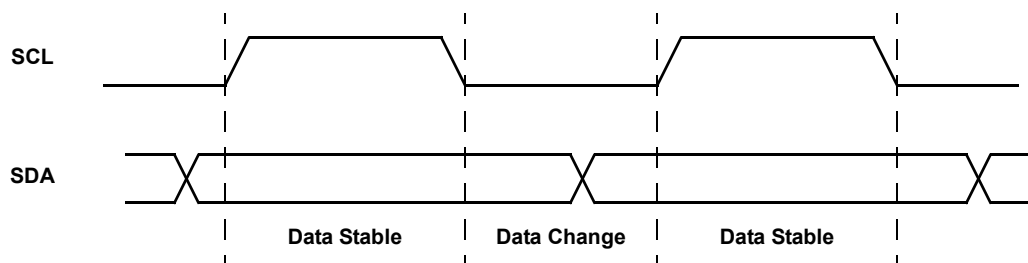 SCL
SDA
Data Stable
Data Change
Data Stable